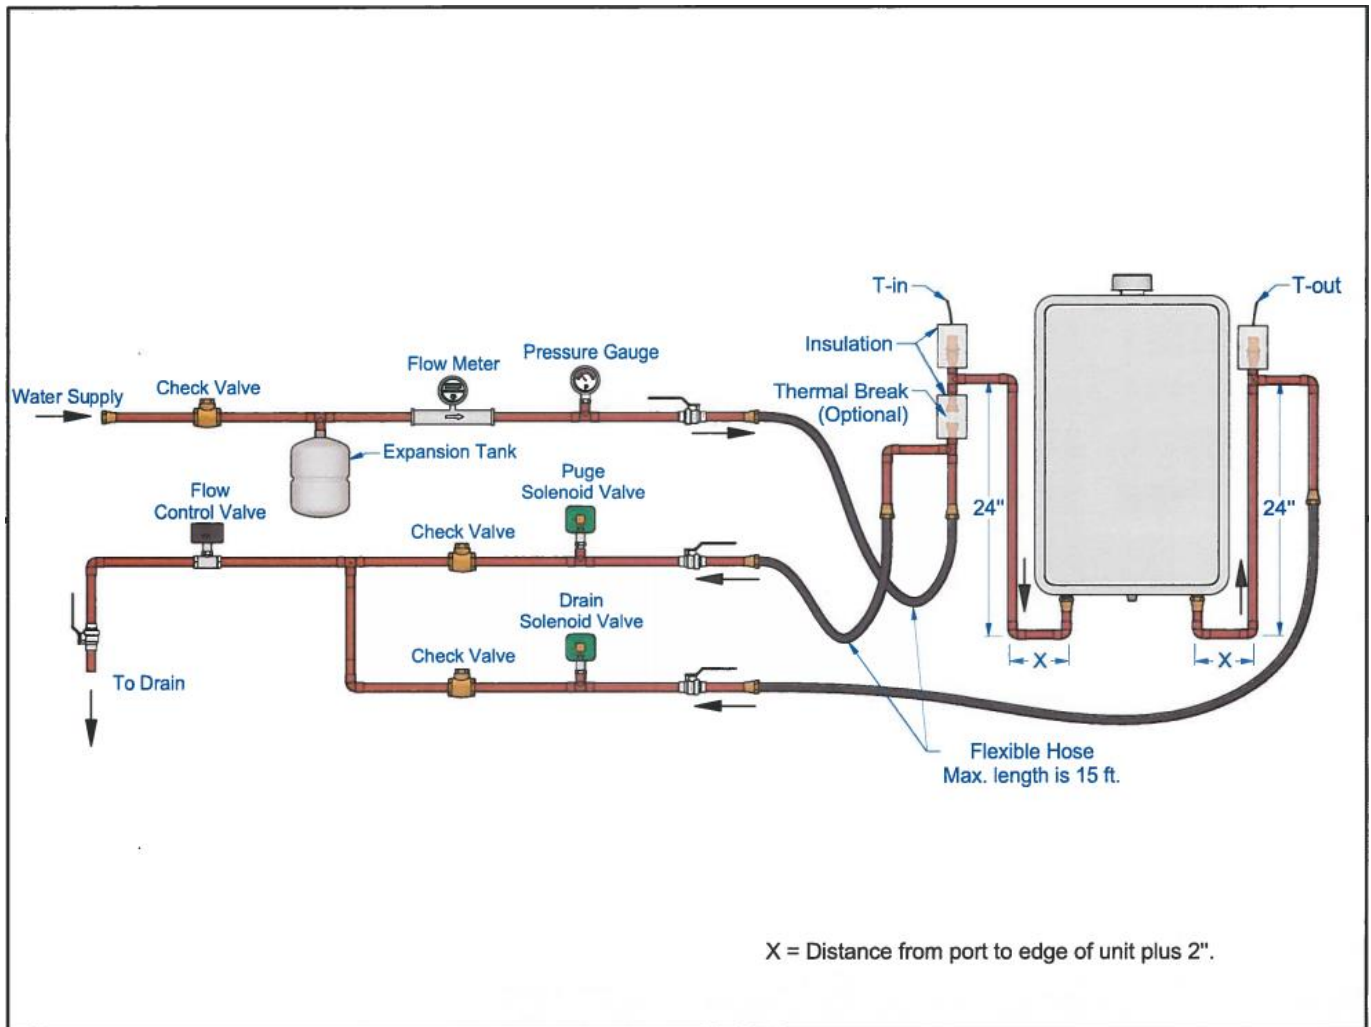 T-in
T-out
Insulation
Thermal Break
(Optional)
Water Supply
Check Valve
Flow Meter
Pressure Gauge
Expansion Tank
Flow
Control Valve
Puge
Solenoid Valve
Check Valve
24"
24"
Drain
Solenoid Valve
Check Valve
X
X
To Drain
Flexible Hose
Max. length is 15 ft.
X = Distance from port to edge of unit plus 2".